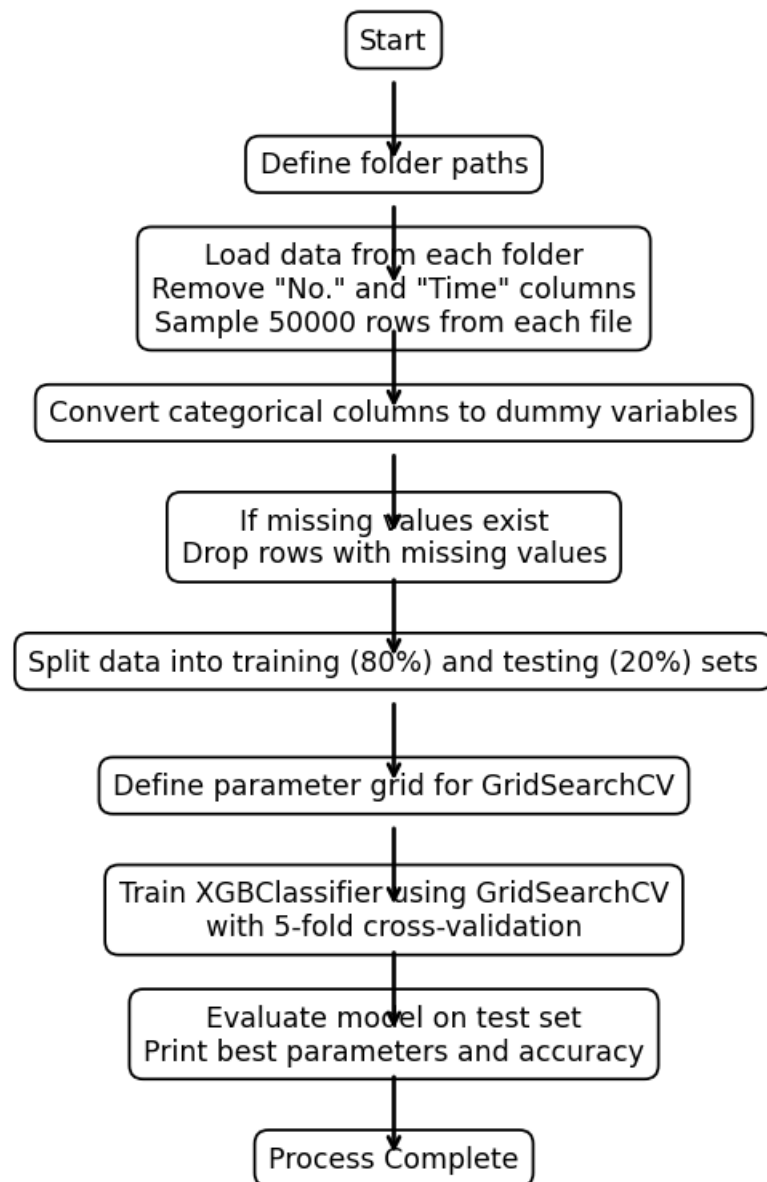 Start
Define folder paths
Load data from each folder
Remove "No." and "Time" columns
Sample 50000 rows from each file
Convert categorical columns to dummy variables
If missing values exist
Drop rows with missing values
Split data into training (80%) and testing (20%) sets
Define parameter grid for GridSearchCV
Train XGBClassifier using GridSearchCV
with 5-fold cross-validation
Evaluate model on test set
Print best parameters and accuracy
Process Complete